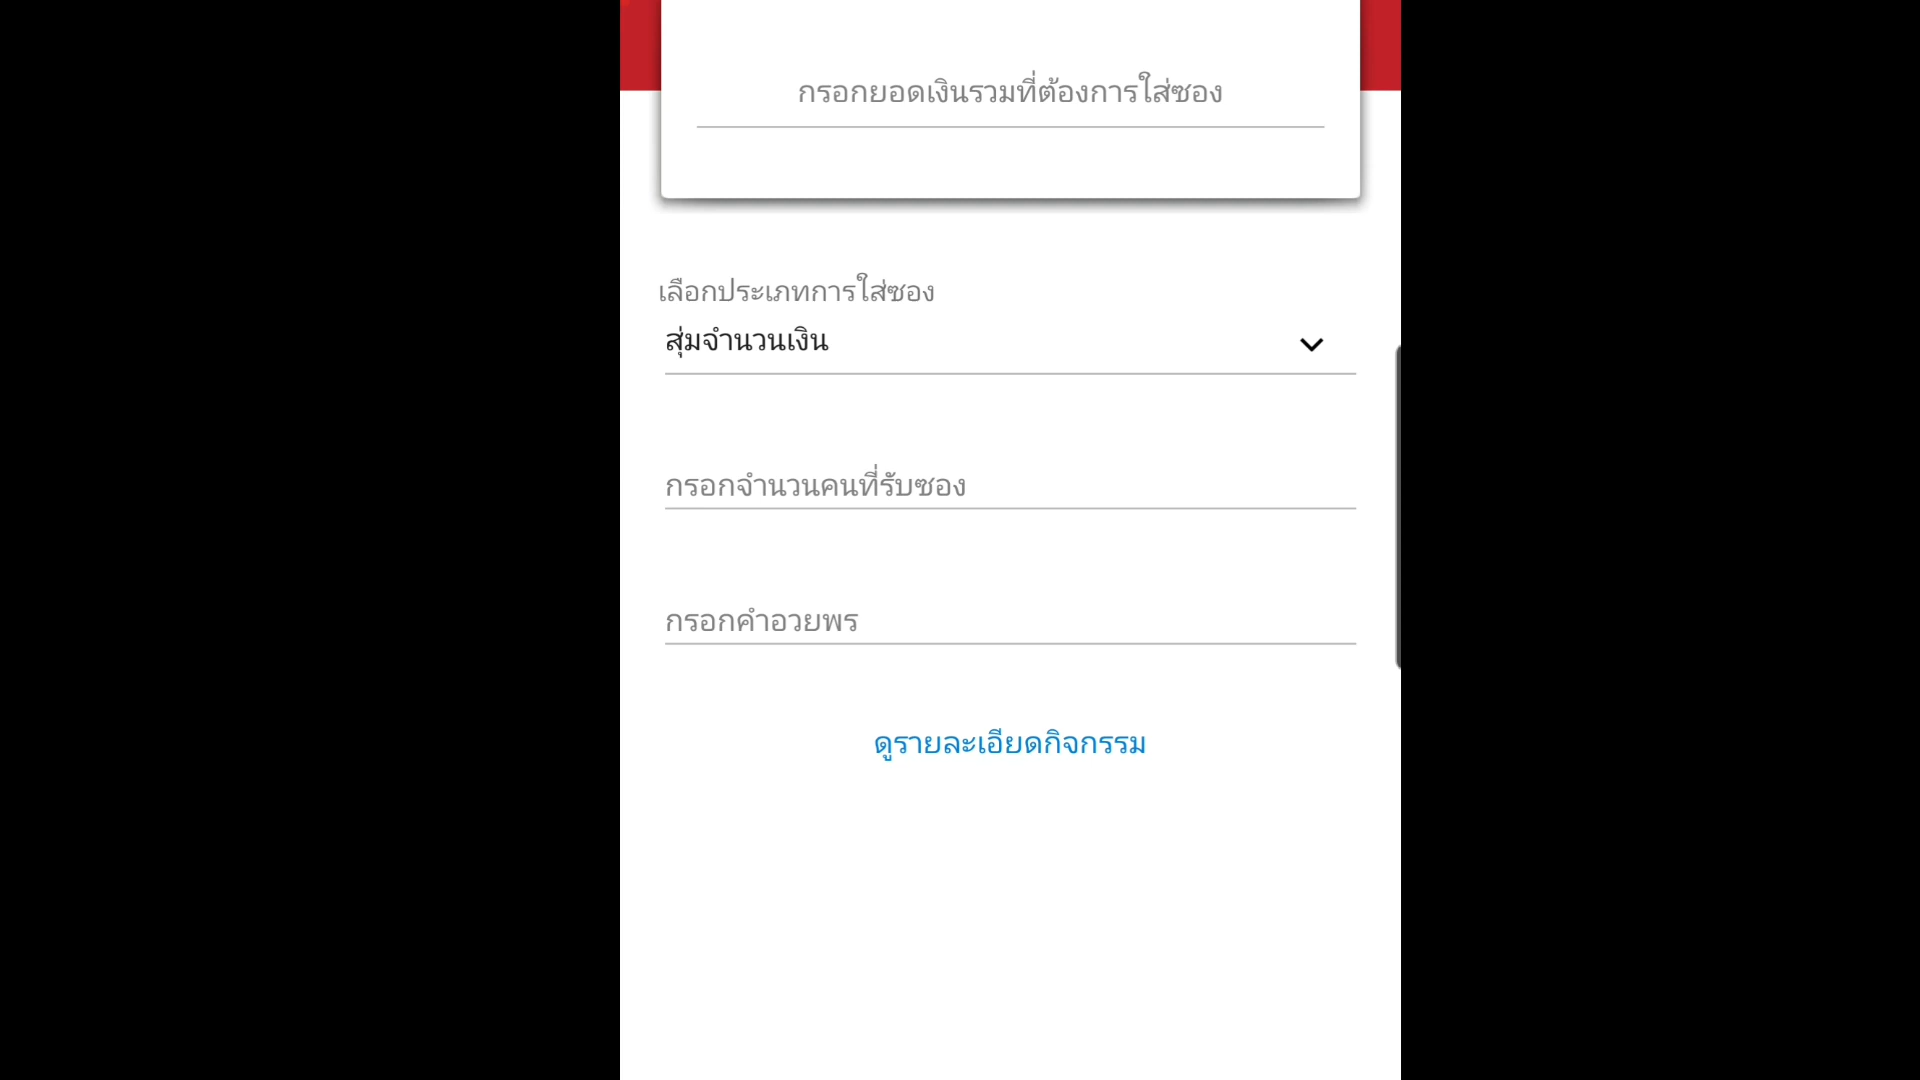 กรอกยอดเงินรวมที่ต้องการใส่ซอง
เลือกประเภทการใส่ซอง
สุ่มจำนวนเงิน
กรอกจำนวนคนที่รับซอง
กรอกคำอวยพร
ดูรายละเอียดกิจกรรม